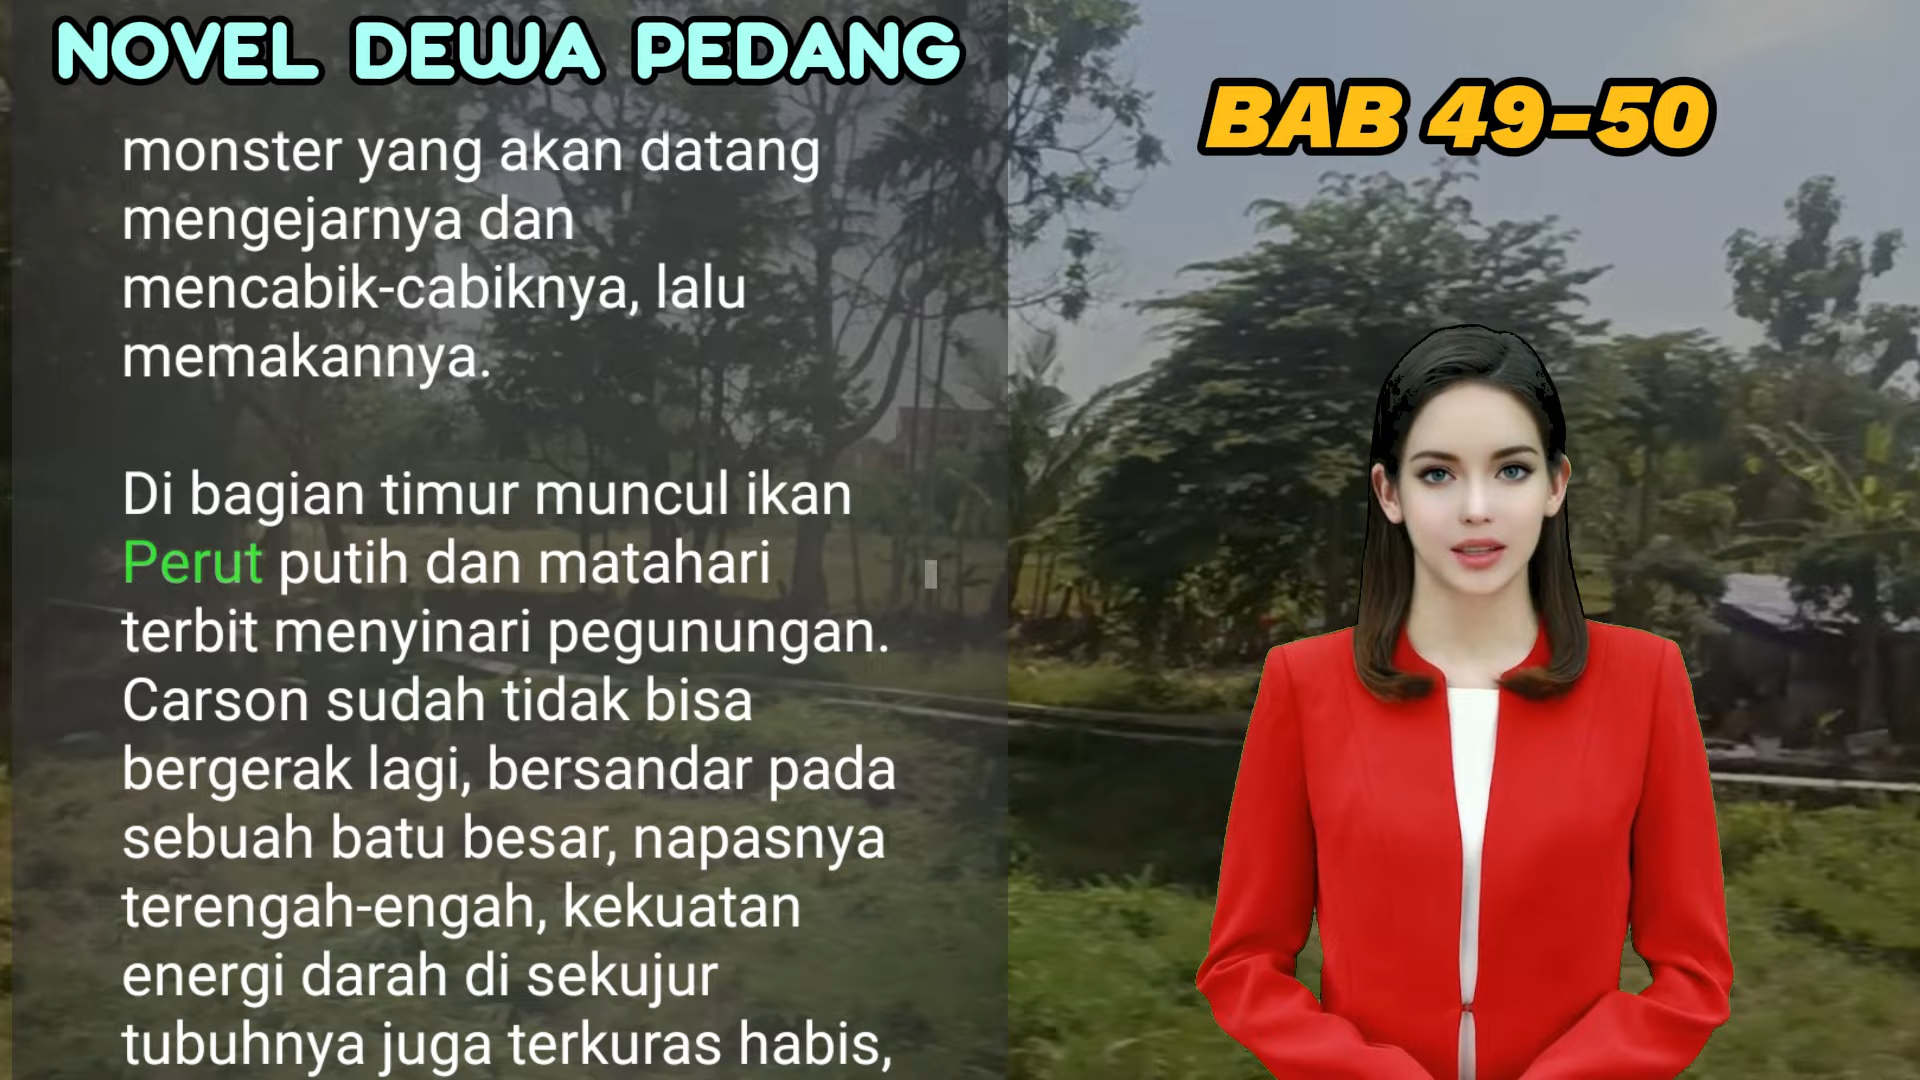 NOVEL DEWA PEDANG
BAB 49-50
monster yang akan datang
mengejarnya dan
mencabik-cabiknya, lalu
memakannya.
Di bagian timur muncul ikan
Perut putih dan matahari
terbit menyinari pegunungan.
Carson sudah tidak bisa
bergerak lagi, bersandar pada
sebuah batu besar, napasnya
terengah-engah, kekuatan
energi darah di sekujur
tubuhnya juga terkuras habis,